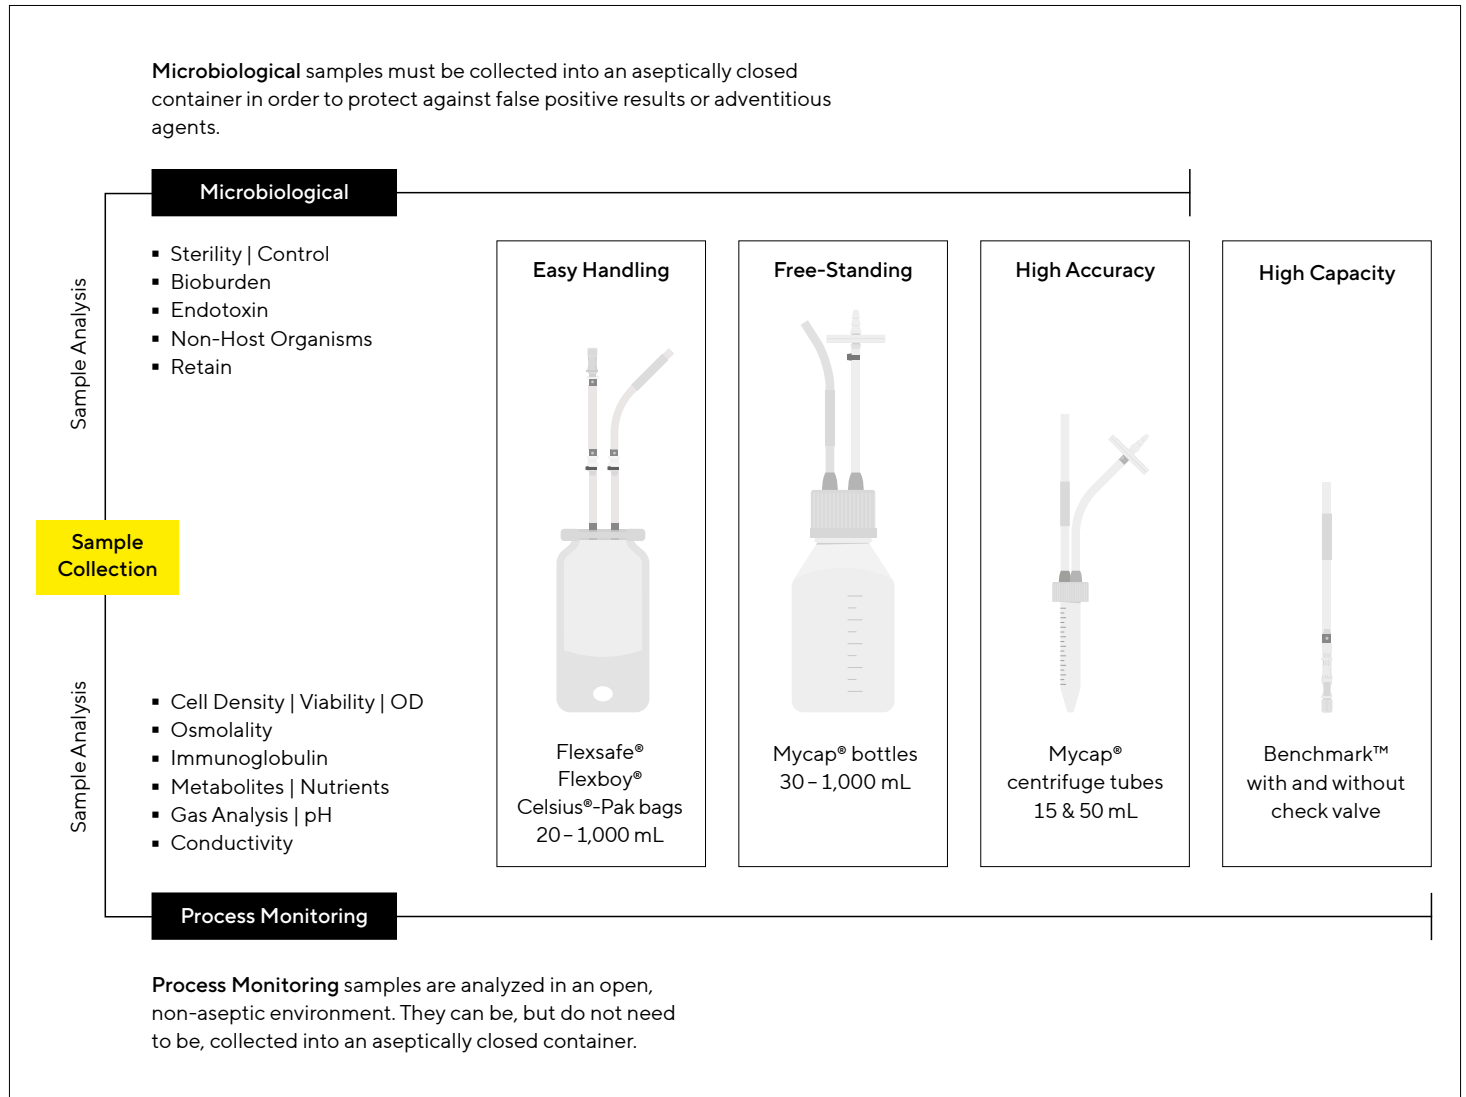 Microbiological samples must be collected into an aseptically closed
container in order to protect against false positive results or adventitious
agents.
Microbiological
Sample Analysis
▪ Sterility | Control
▪ Bioburden
▪ Endotoxin
▪ Non-Host Organisms
▪ Retain
Easy Handling
Free-Standing
High Accuracy
High Capacity
Sample
Collection
Sample Analysis
▪ Cell Density | Viability | OD
▪ Osmolality
▪ Immunoglobulin
▪ Metabolites | Nutrients
▪ Gas Analysis | pH
▪ Conductivity
Flexsafe®
Flexboy®
Celsius®-Pak bags
20 – 1,000 mL
Mycap® bottles
30 – 1,000 mL
Mycap®
centrifuge tubes
15 & 50 mL
Benchmark™
with and without
check valve
Process Monitoring
Process Monitoring samples are analyzed in an open,
non-aseptic environment. They can be, but do not need
to be, collected into an aseptically closed container.